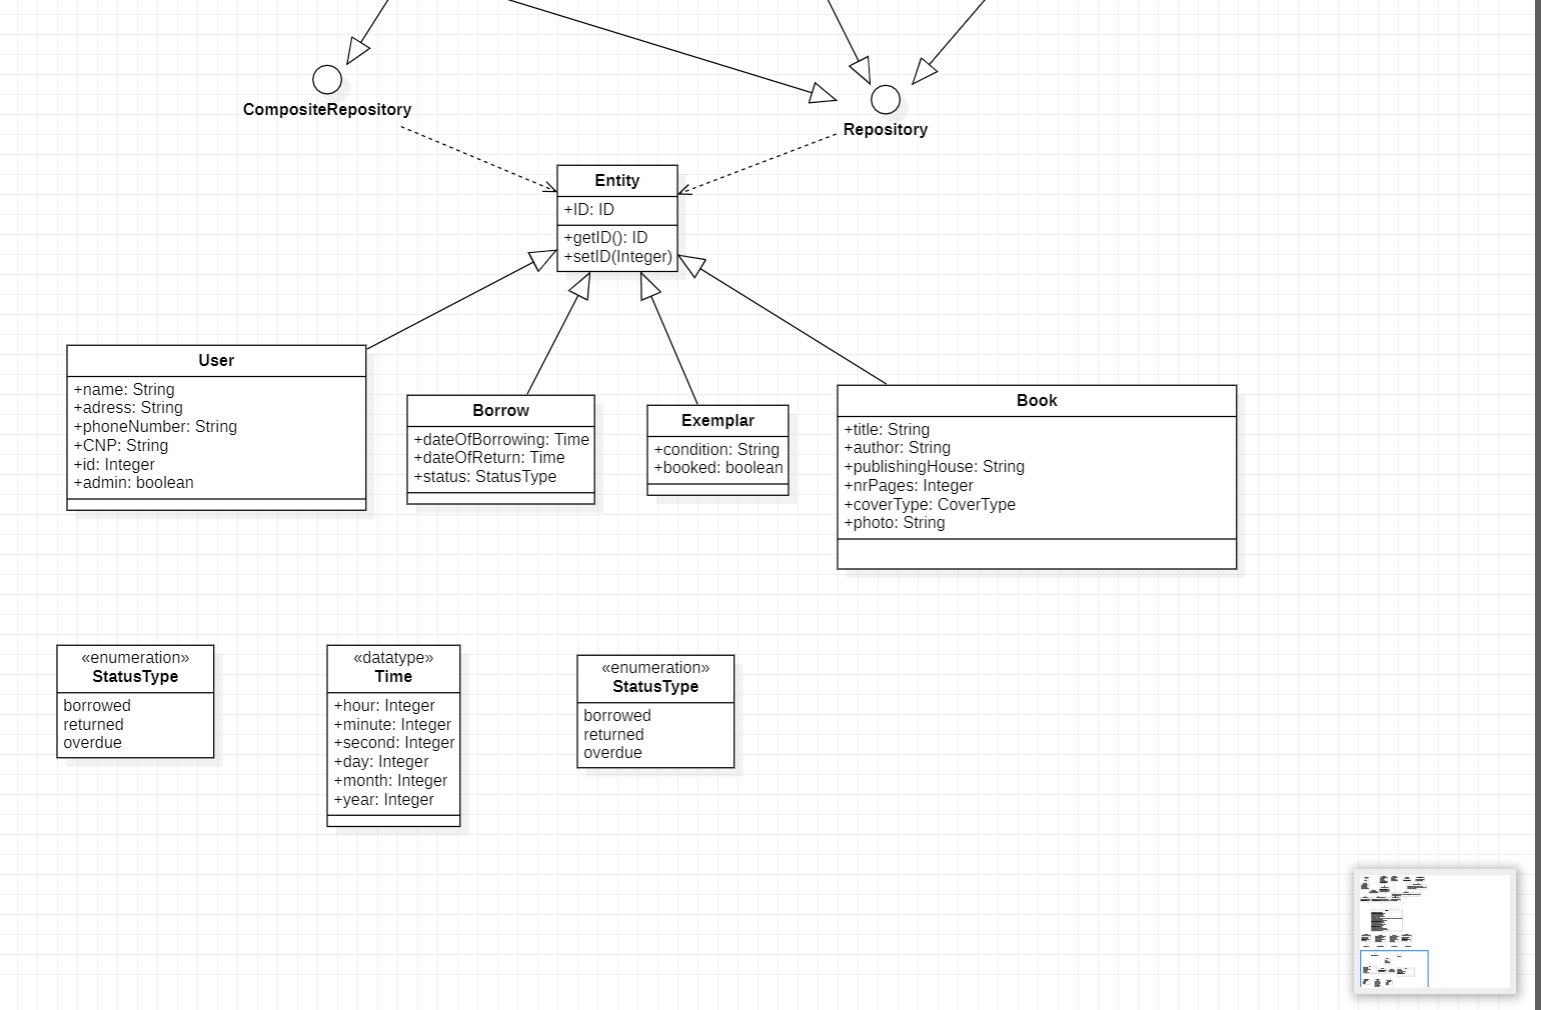 CompositeRepository
Repository
Entity
+ID: ID
+getID(): ID
+setID(Integer)
User
+name: String
+adress: String
+phoneNumber: String
+CNP: String
+id: Integer
+admin: boolean
Borrow
+dateOfBorrowing: Time
+dateOfReturn: Time
+status: StatusType
Exemplar
+condition: String
+booked: boolean
Book
+title: String
+author: String
+publishingHouse: String
+nrPages: Integer
+coverType: CoverType
+photo: String
«enumeration»
StatusType
borrowed
returned
overdue
«datatype»
Time
+hour: Integer
+minute: Integer
+second: Integer
+day: Integer
+month: Integer
+year: Integer
«enumeration»
StatusType
borrowed
returned
overdue